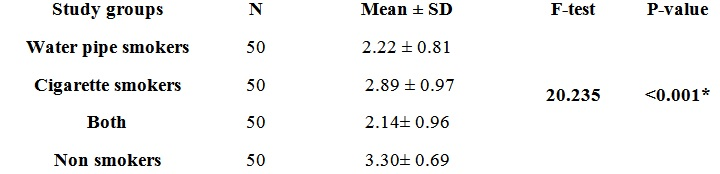 Study groups N Mean ± SD F-test P-value
Water pipe smokers 50 2.22 ± 0.81
Cigarette smokers 50 2.89 ± 0.97
20.235 <0.001*
Both 50 2.14± 0.96
Non smokers 50 3.30± 0.69